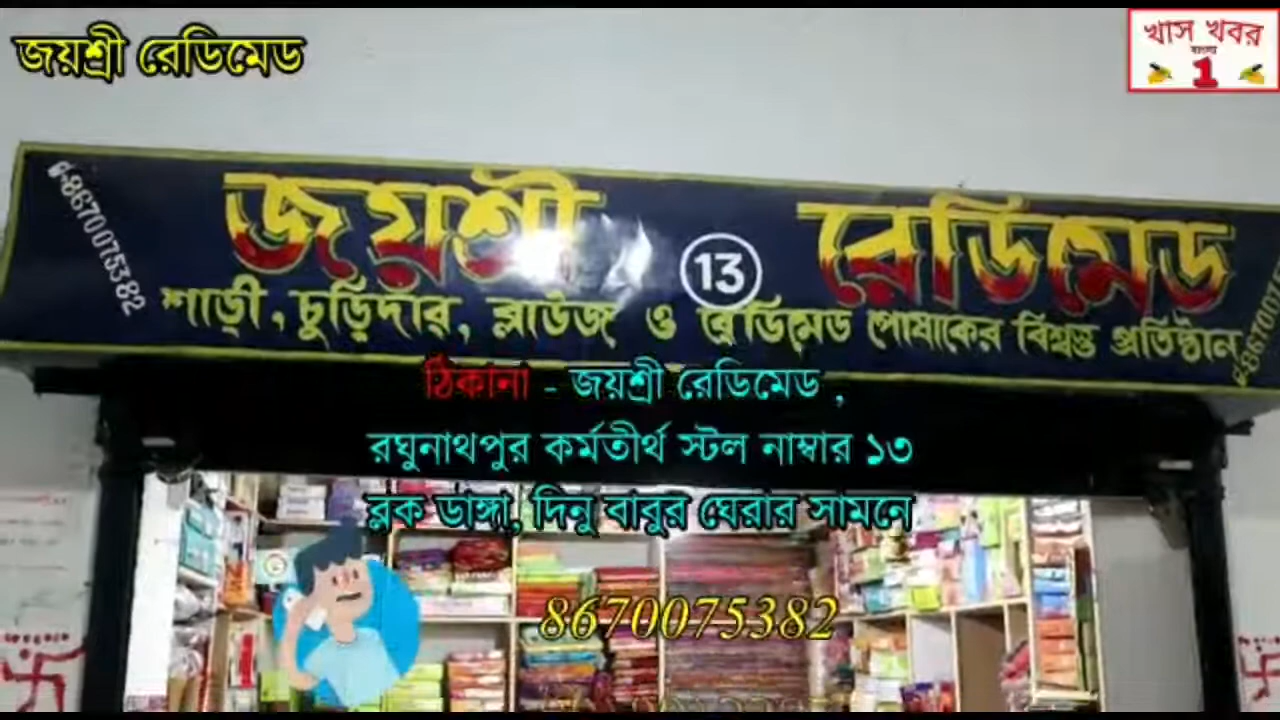 জয়শ্রী রেডিমেড
খাস খবর
বাংলা
1
8670075382
জয়শ্রী 13 রেডিমেড
শাড়ী, চুড়িদার, ব্লাউজ ও রেডিমেড পোষাকের বিশ্বস্ত প্রতিষ্ঠান
ঠিকানা - জয়শ্রী রেডিমেড ,
রঘুনাথপুর কর্মতীর্থ স্টল নাম্বার ১৩
ব্লক ডাঙ্গা, দিনু বাবুর ঘেরার সামনে
8670075382